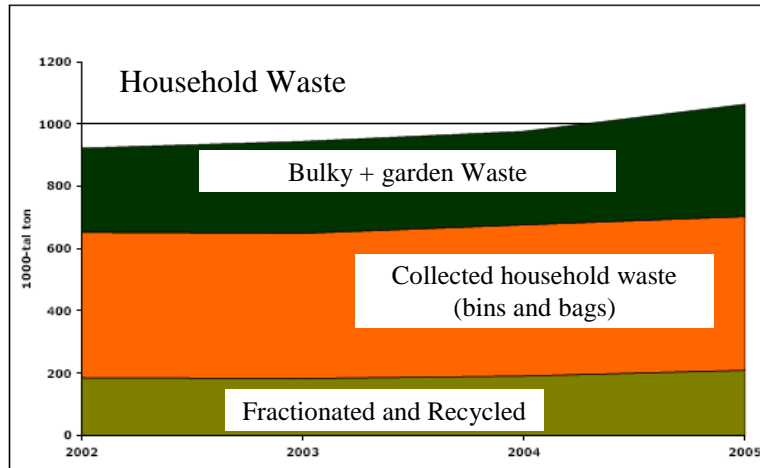 Household Waste
1200
1000
800
600
400
200
0
1000-tal ton
Bulky + garden Waste
Collected household waste
(bins and bags)
Fractionated and Recycled
2002 2003 2004 2005